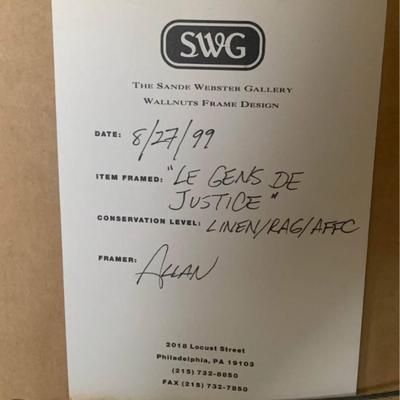 SWG
The Sande Webster Gallery
Wallnuts Frame Design
DATE: 8/27/99
ITEM FRAMED: "LE GENS DE
JUSTICE"
CONSERVATION LEVEL: LINEN/RAG/AFFC
FRAMER: ALLAN
2018 Locust Street
Philadelphia, PA 19103
(215) 732-8850
FAX (215) 732-7850